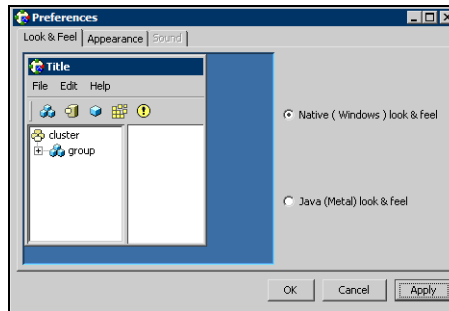 Preferences
Look & Feel Appearance Sound
Title
File Edit Help
cluster
group
Native ( Windows ) look & feel
Java (Metal) look & feel
OK Cancel Apply